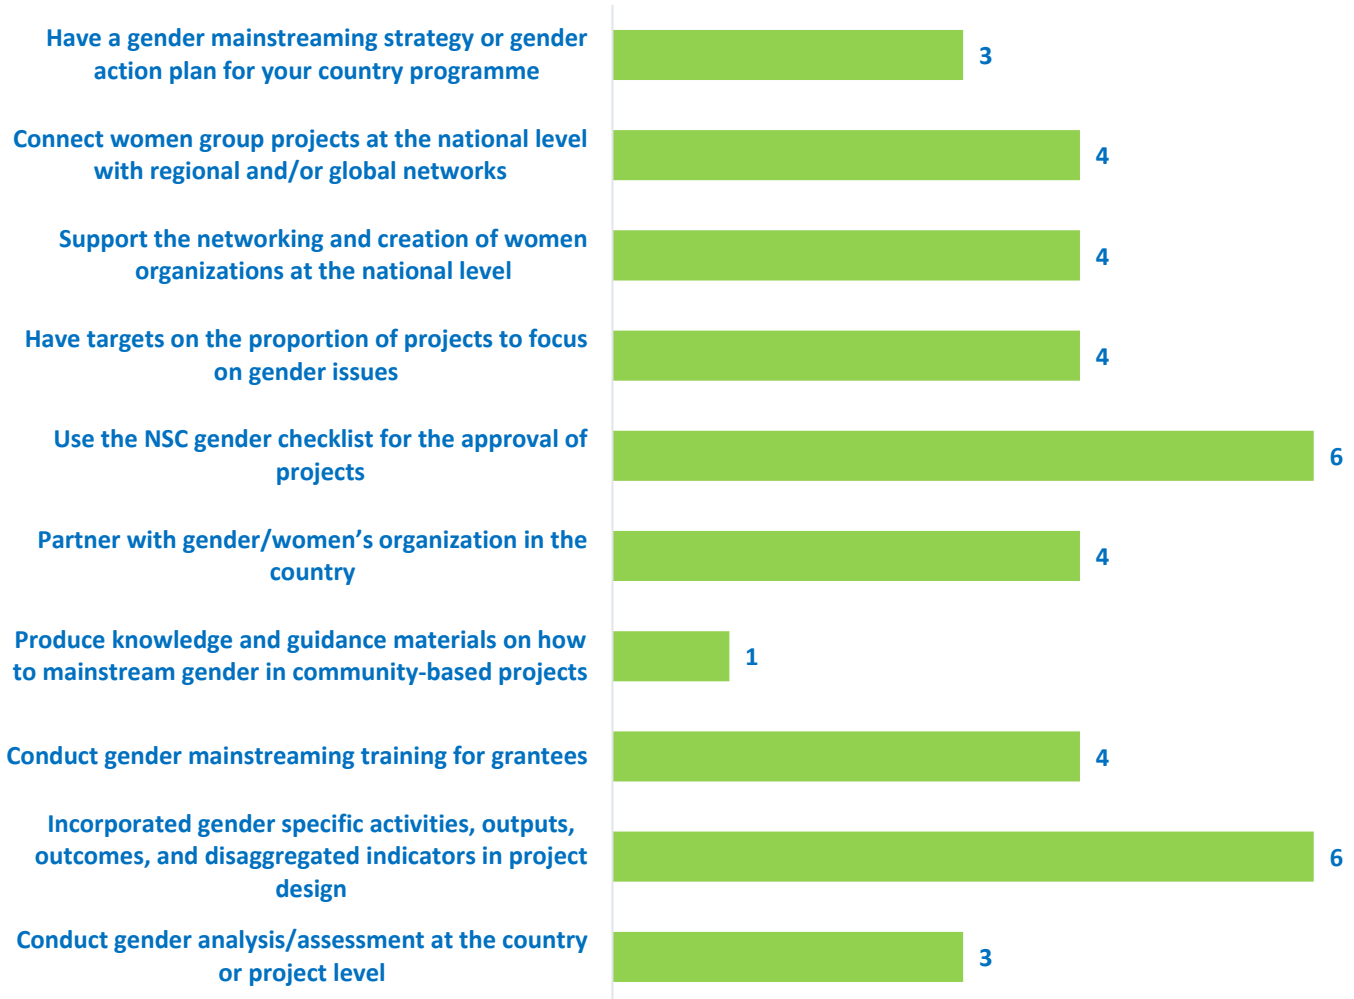 Have a gender mainstreaming strategy or gender
action plan for your country programme
3
Connect women group projects at the national level
with regional and/or global networks
4
Support the networking and creation of women
organizations at the national level
4
Have targets on the proportion of projects to focus
on gender issues
4
Use the NSC gender checklist for the approval of
projects
6
Partner with gender/women’s organization in the
country
4
Produce knowledge and guidance materials on how
to mainstream gender in community-based projects
1
Conduct gender mainstreaming training for grantees
4
Incorporated gender specific activities, outputs,
outcomes, and disaggregated indicators in project
design
6
Conduct gender analysis/assessment at the country
or project level
3